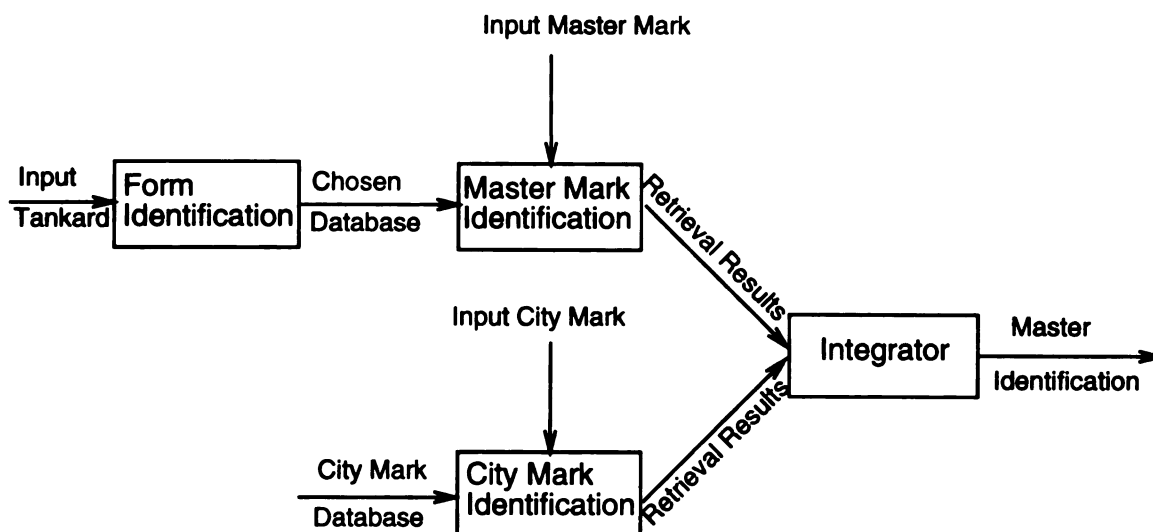 Input Master Mark
Input
Tankard
Form
Identification
Chosen
Database
Master Mark
Identification
Retrieval Results
Input City Mark
Integrator
Master
Identification
City Mark
Database
City Mark
Identification
Retrieval Results